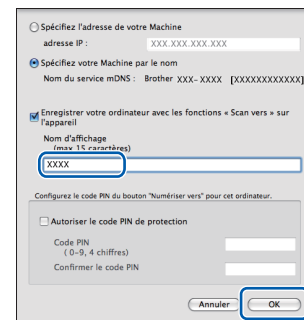 Spécifiez l'adresse de votre Machine
adresse IP : XXX.XXX.XXX.XXX
Spécifiez votre Machine par le nom
Nom du service mDNS : Brother XXX-XXXX [XXXXXXXXXXXX]
Enregistrer votre ordinateur avec les fonctions « Scan vers » sur
l'appareil
Nom d'affichage
(max 15 caractères)
XXXX
Configurez le code PIN du bouton "Numériser vers" pour cet ordinateur.
Autoriser le code PIN de protection
Code PIN
( 0-9, 4 chiffres)
Confirmer le code PIN
Annuler OK